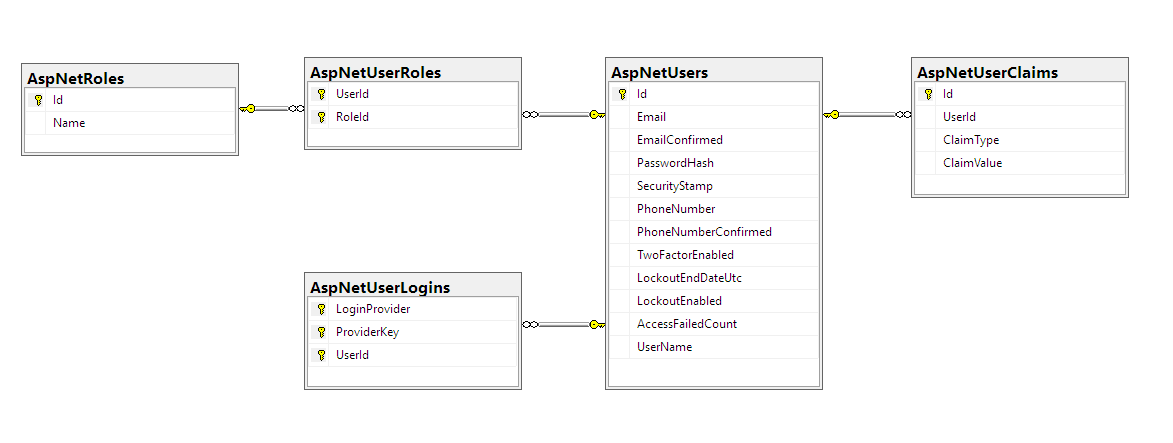 AspNetRoles
Id
Name
AspNetUserRoles
UserId
RoleId
AspNetUsers
Id
Email
EmailConfirmed
PasswordHash
SecurityStamp
PhoneNumber
PhoneNumberConfirmed
TwoFactorEnabled
LockoutEndDateUtc
LockoutEnabled
AccessFailedCount
UserName
AspNetUserClaims
Id
UserId
ClaimType
ClaimValue
AspNetUserLogins
LoginProvider
ProviderKey
UserId